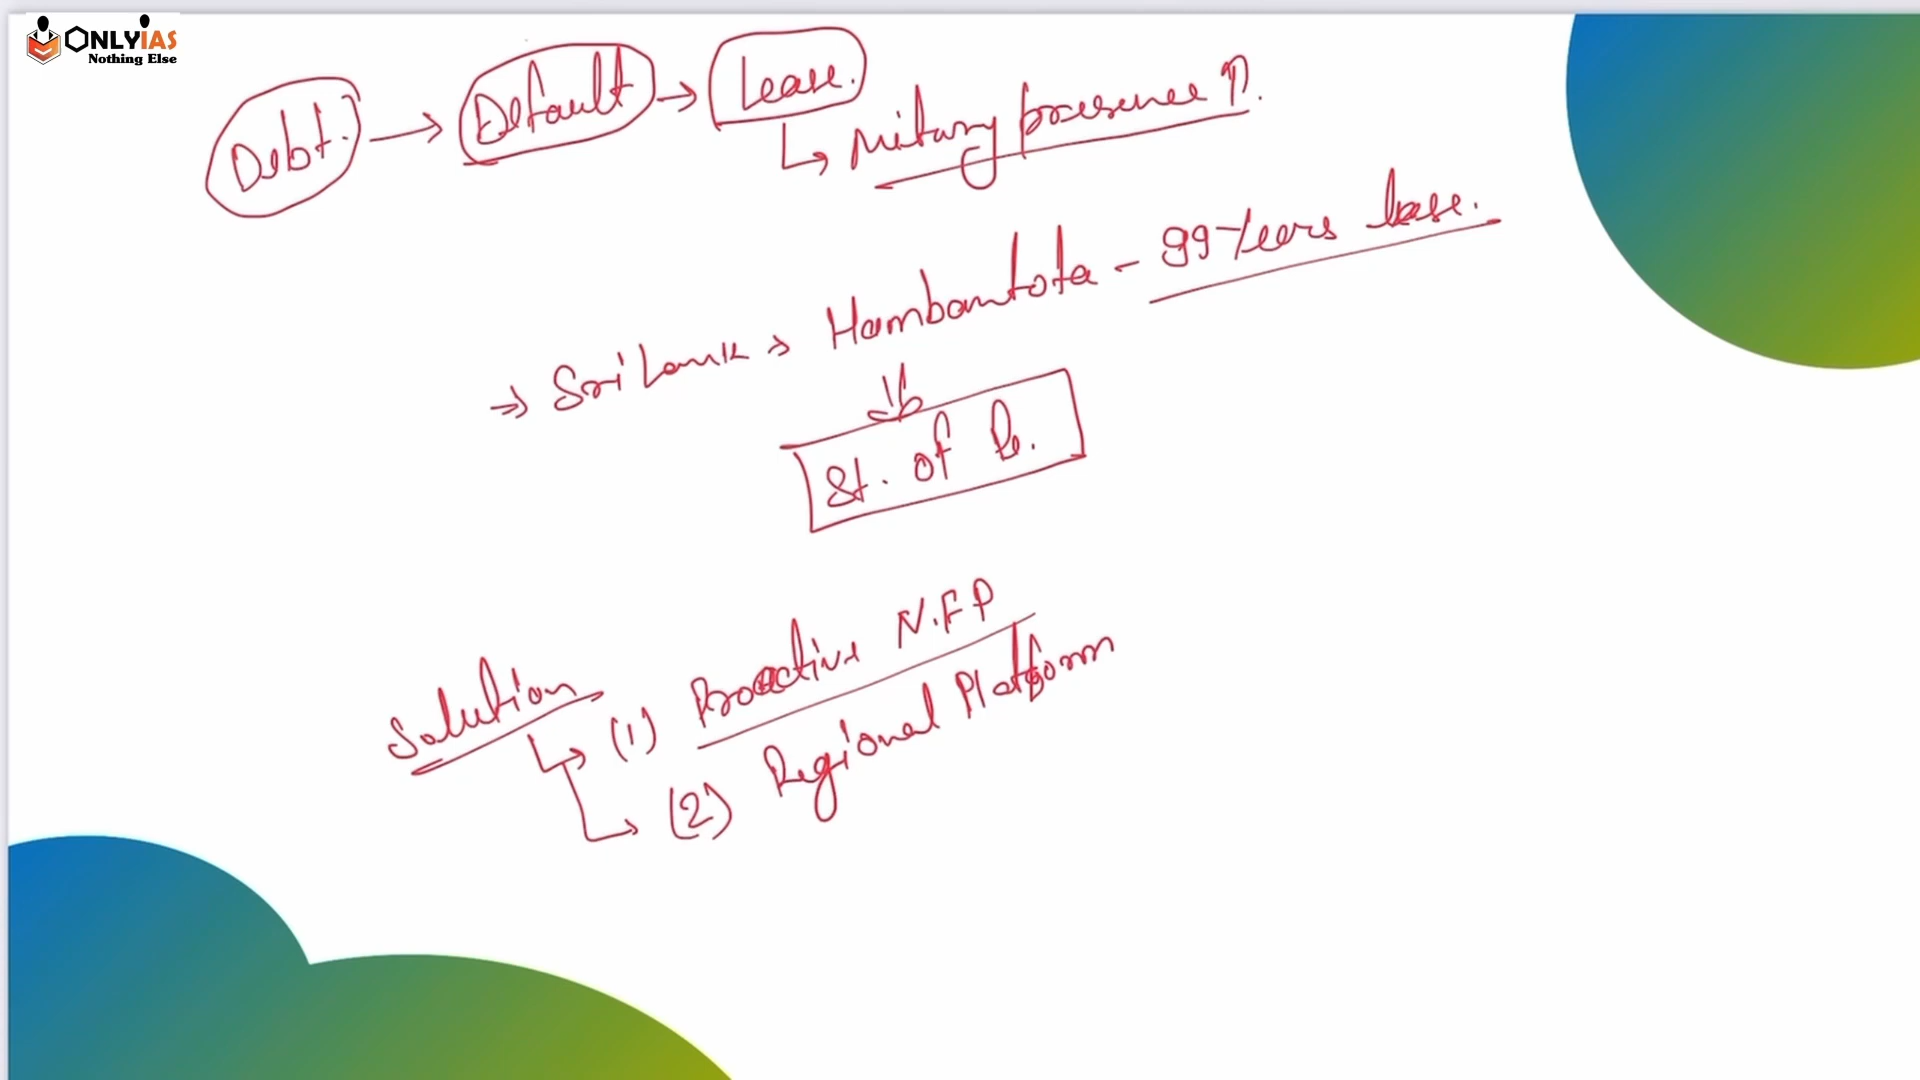 ONLYIAS
Nothing Else
Debt. → Default → Lease.
↳ Military presence ↑.
⇒ Sri Lank → Hambantota - 99 Years lease.
⇓
St. of P.
Solution
↳ (1) Proactive N.F.P
↳ (2) Regional Platform